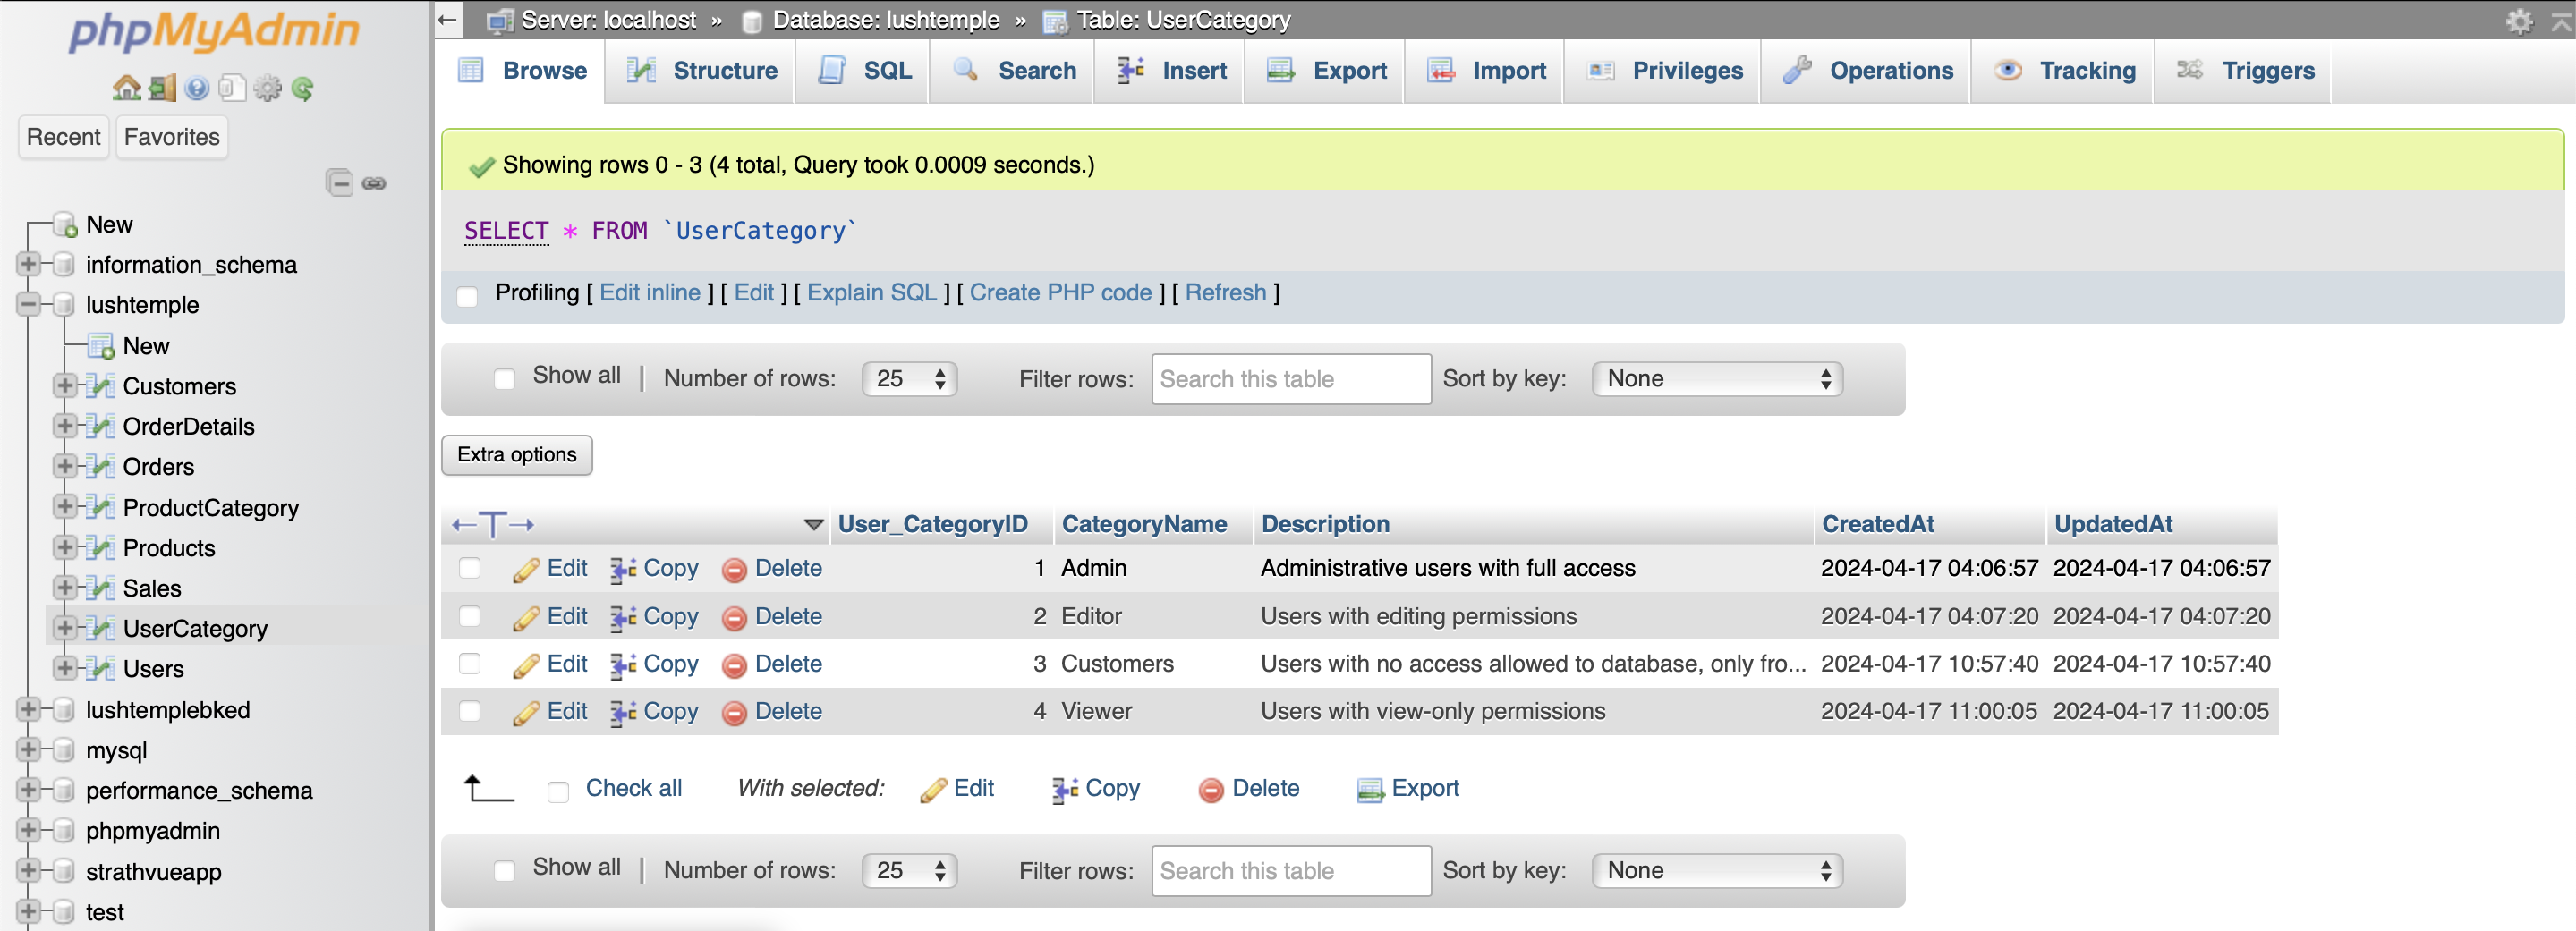 phpMyAdmin
Recent Favorites
New
information_schema
lushtemple
New
Customers
OrderDetails
Orders
ProductCategory
Products
Sales
UserCategory
Users
lushtemplebked
mysql
performance_schema
phpmyadmin
strathvueapp
test
Server: localhost » Database: lushtemple » Table: UserCategory
Browse Structure SQL Search Insert Export Import Privileges Operations Tracking Triggers
Showing rows 0 - 3 (4 total, Query took 0.0009 seconds.)
SELECT * FROM `UserCategory`
Profiling [ Edit inline ] [ Edit ] [ Explain SQL ] [ Create PHP code ] [ Refresh ]
Show all | Number of rows: 25 Filter rows: Search this table Sort by key: None
Extra options
User_CategoryID CategoryName Description CreatedAt UpdatedAt
Edit Copy Delete 1 Admin Administrative users with full access 2024-04-17 04:06:57 2024-04-17 04:06:57
Edit Copy Delete 2 Editor Users with editing permissions 2024-04-17 04:07:20 2024-04-17 04:07:20
Edit Copy Delete 3 Customers Users with no access allowed to database, only fro... 2024-04-17 10:57:40 2024-04-17 10:57:40
Edit Copy Delete 4 Viewer Users with view-only permissions 2024-04-17 11:00:05 2024-04-17 11:00:05
Check all With selected: Edit Copy Delete Export
Show all | Number of rows: 25 Filter rows: Search this table Sort by key: None